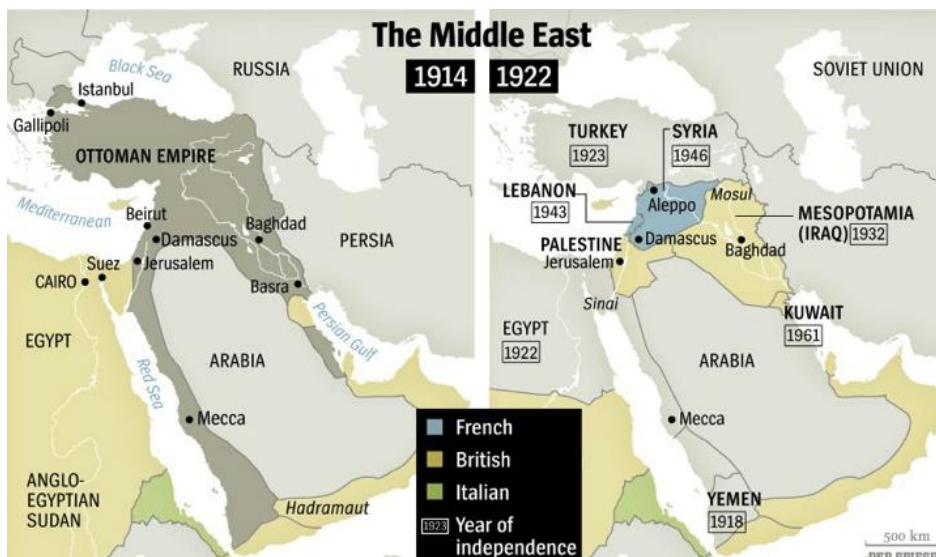 The Middle East
1914
1922
Black Sea
RUSSIA
Istanbul
Gallipoli
OTTOMAN EMPIRE
Mediterranean
Beirut
Damascus
Baghdad
PERSIA
Suez
Jerusalem
CAIRO
Basra
EGYPT
Persian Gulf
Red Sea
ARABIA
Mecca
ANGLO-
EGYPTIAN
SUDAN
Hadramaut
French
British
Italian
1923 Year of
independence
SOVIET UNION
TURKEY
1923
SYRIA
1946
LEBANON
1943
Aleppo
Mosul
MESOPOTAMIA
(IRAQ) 1932
PALESTINE
Damascus
Jerusalem
Baghdad
Sinai
KUWAIT
1961
EGYPT
1922
ARABIA
Mecca
YEMEN
1918
500 km